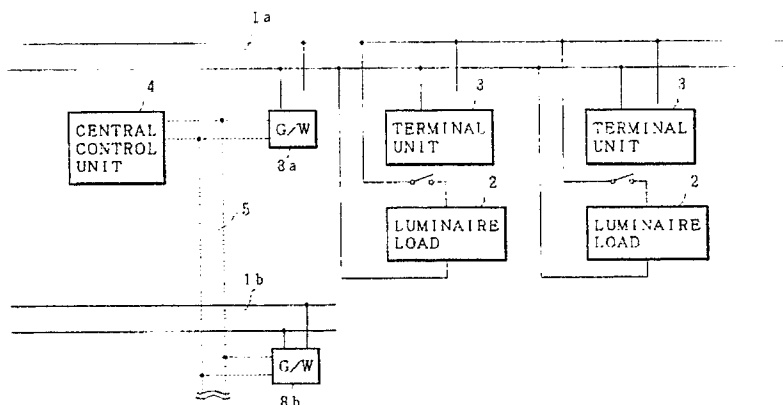 1a
4
CENTRAL
CONTROL
UNIT
G/W
8a
3
TERMINAL
UNIT
3
TERMINAL
UNIT
5
2
LUMINAIRE
LOAD
2
LUMINAIRE
LOAD
1b
G/W
8b